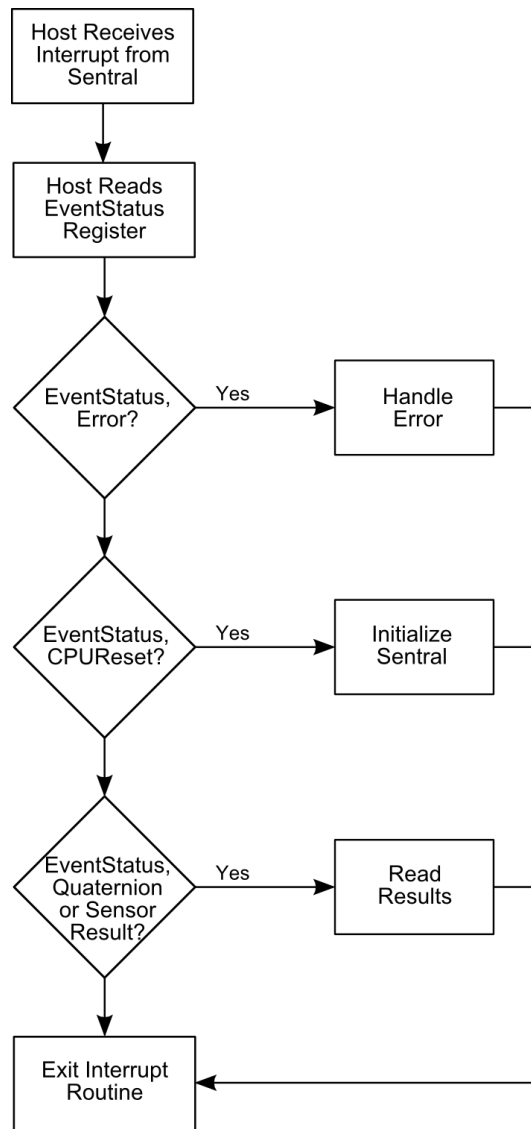 Host Receives
Interrupt from
Sentral
Host Reads
EventStatus
Register
EventStatus,
Error?
Yes
Handle
Error
EventStatus,
CPUReset?
Yes
Initialize
Sentral
EventStatus,
Quaternion
or Sensor
Result?
Yes
Read
Results
Exit Interrupt
Routine